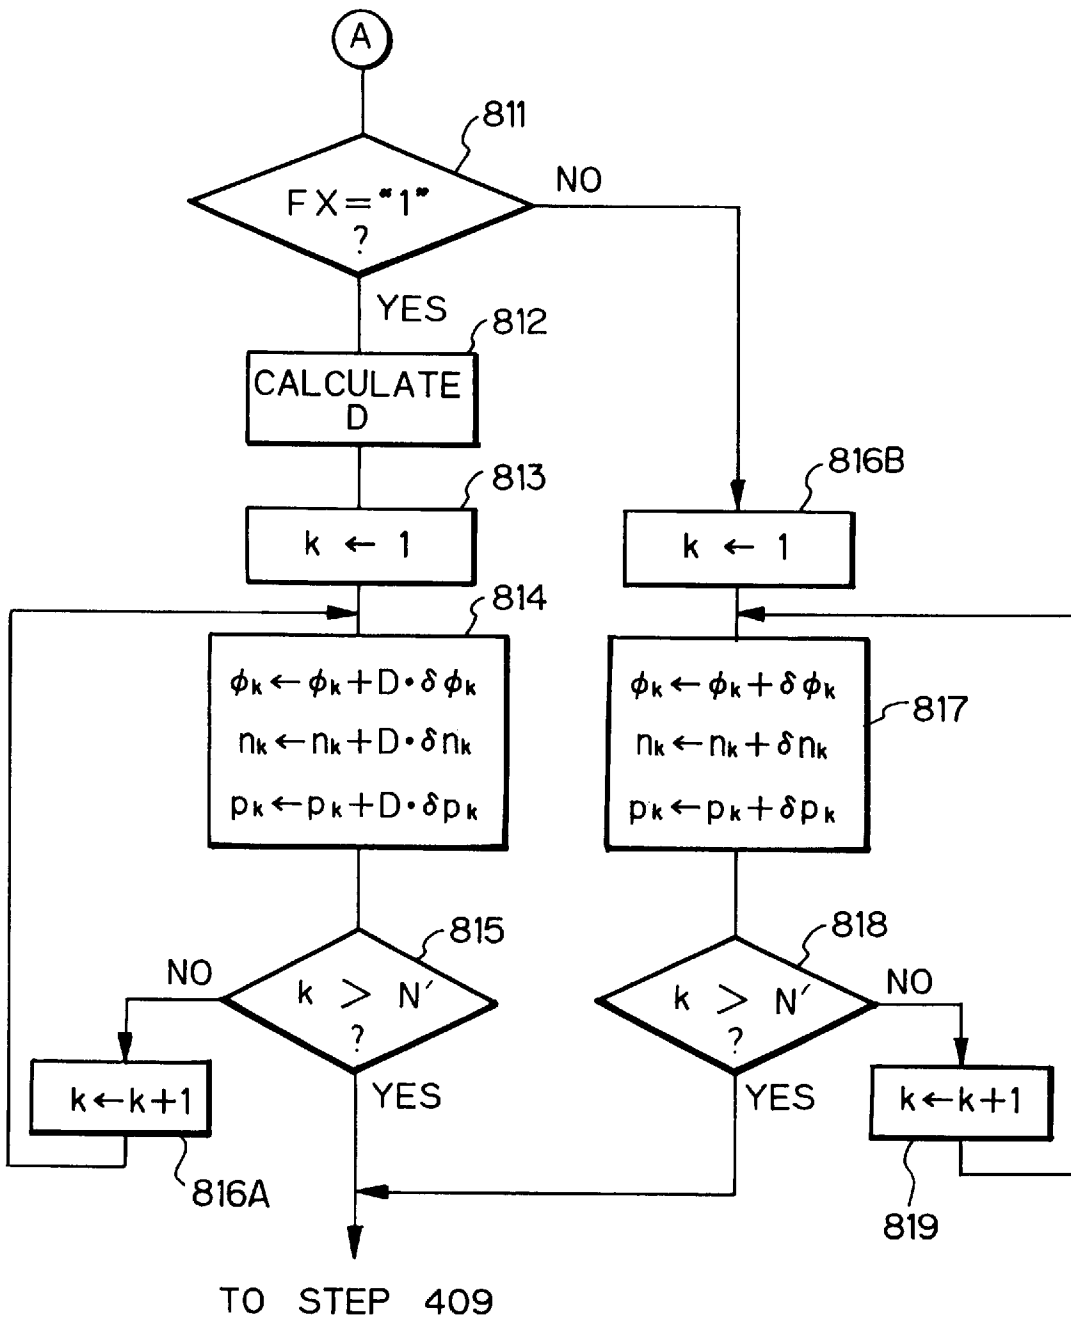 A
811
FX="1"
?
NO
YES
812
CALCULATE
D
813
k ← 1
816B
k ← 1
814
ϕk←ϕk+D·δϕk
nk←nk+D·δnk
pk←pk+D·δpk
817
ϕk←ϕk+δϕk
nk←nk+δnk
pk←pk+δpk
815
k > N′
?
NO
YES
818
k > N′
?
NO
YES
k←k+1
816A
k←k+1
819
TO STEP 409